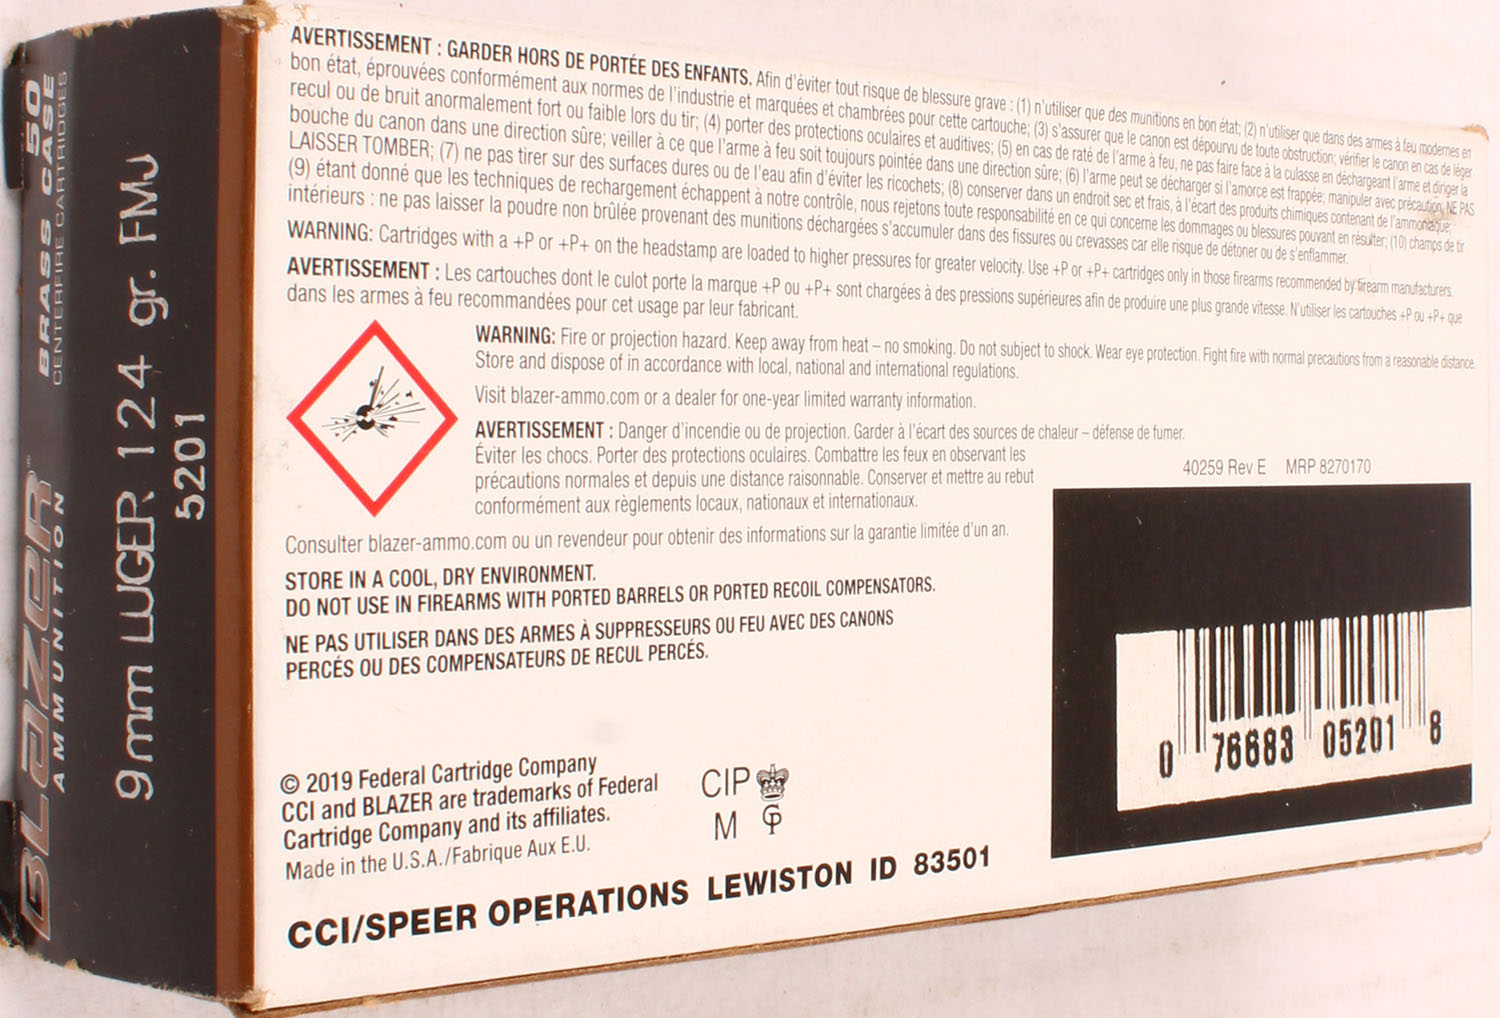 BLAZER™
AMMUNITION
50
BRASS CASE
CENTERFIRE CARTRIDGES
9mm LUGER 124 gr. FMJ
5201
AVERTISSEMENT : GARDER HORS DE PORTÉE DES ENFANTS. Afin d'éviter tout risque de blessure grave : (1) n'utiliser que des munitions en bon état; (2) n'utiliser que dans des armes à feu modernes en
bon état, éprouvées conformément aux normes de l'industrie et marquées et chambrées pour cette cartouche; (3) s'assurer que le canon est dépourvu de toute obstruction; vérifier le canon en cas de léger
recul ou de bruit anormalement fort ou faible lors du tir; (4) porter des protections oculaires et auditives; (5) en cas de raté de l'arme à feu, ne pas faire face à la culasse en déchargeant l'arme et diriger la
bouche du canon dans une direction sûre; veiller à ce que l'arme à feu soit toujours pointée dans une direction sûre; (6) l'arme peut se décharger si l'amorce est frappée; manipuler avec précaution, NE PAS
LAISSER TOMBER; (7) ne pas tirer sur des surfaces dures ou de l'eau afin d'éviter les ricochets; (8) conserver dans un endroit sec et frais, à l'écart des produits chimiques contenant de l'ammoniaque;
(9) étant donné que les techniques de rechargement échappent à notre contrôle, nous rejetons toute responsabilité en ce qui concerne les dommages ou blessures pouvant en résulter; (10) champs de tir
intérieurs : ne pas laisser la poudre non brûlée provenant des munitions déchargées s'accumuler dans des fissures ou crevasses car elle risque de détoner ou de s'enflammer.
WARNING: Cartridges with a +P or +P+ on the headstamp are loaded to higher pressures for greater velocity. Use +P or +P+ cartridges only in those firearms recommended by firearm manufacturers.
AVERTISSEMENT : Les cartouches dont le culot porte la marque +P ou +P+ sont chargées à des pressions supérieures afin de produire une plus grande vitesse. N'utiliser les cartouches +P ou +P+ que
dans les armes à feu recommandées pour cet usage par leur fabricant.
WARNING: Fire or projection hazard. Keep away from heat – no smoking. Do not subject to shock. Wear eye protection. Fight fire with normal precautions from a reasonable distance.
Store and dispose of in accordance with local, national and international regulations.
Visit blazer-ammo.com or a dealer for one-year limited warranty information.
AVERTISSEMENT : Danger d'incendie ou de projection. Garder à l'écart des sources de chaleur – défense de fumer.
Éviter les chocs. Porter des protections oculaires. Combattre les feux en observant les
précautions normales et depuis une distance raisonnable. Conserver et mettre au rebut
conformément aux règlements locaux, nationaux et internationaux.
40259 Rev E MRP 8270170
Consulter blazer-ammo.com ou un revendeur pour obtenir des informations sur la garantie limitée d'un an.
STORE IN A COOL, DRY ENVIRONMENT.
DO NOT USE IN FIREARMS WITH PORTED BARRELS OR PORTED RECOIL COMPENSATORS.
NE PAS UTILISER DANS DES ARMES À SUPPRESSEURS OU FEU AVEC DES CANONS
PERCÉS OU DES COMPENSATEURS DE RECUL PERCÉS.
0 76683 05201 8
© 2019 Federal Cartridge Company
CCI and BLAZER are trademarks of Federal
Cartridge Company and its affiliates.
Made in the U.S.A./Fabrique Aux E.U.
CIP
M
CCI/SPEER OPERATIONS LEWISTON ID 83501